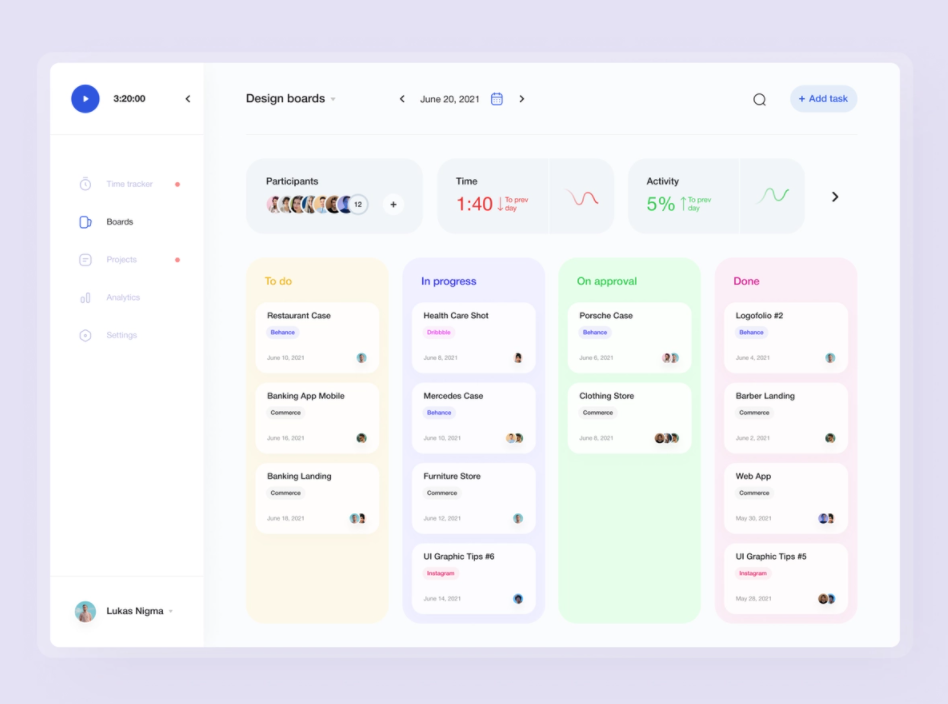 3:20:00
Design boards
June 20, 2021
+ Add task
Time tracker
Boards
Projects
Analytics
Settings
Lukas Nigma
Participants
12
+
Time
1:40
To prev
day
Activity
5%
To prev
day
To do
Restaurant Case
Behance
June 10, 2021
Banking App Mobile
Commerce
June 16, 2021
Banking Landing
Commerce
June 18, 2021
In progress
Health Care Shot
Dribbble
June 8, 2021
Mercedes Case
Behance
June 10, 2021
Furniture Store
Commerce
June 12, 2021
UI Graphic Tips #6
Instagram
June 14, 2021
On approval
Porsche Case
Behance
June 6, 2021
Clothing Store
Commerce
June 8, 2021
Done
Logofolio #2
Behance
June 4, 2021
Barber Landing
Commerce
June 2, 2021
Web App
Commerce
May 30, 2021
UI Graphic Tips #5
Instagram
May 28, 2021